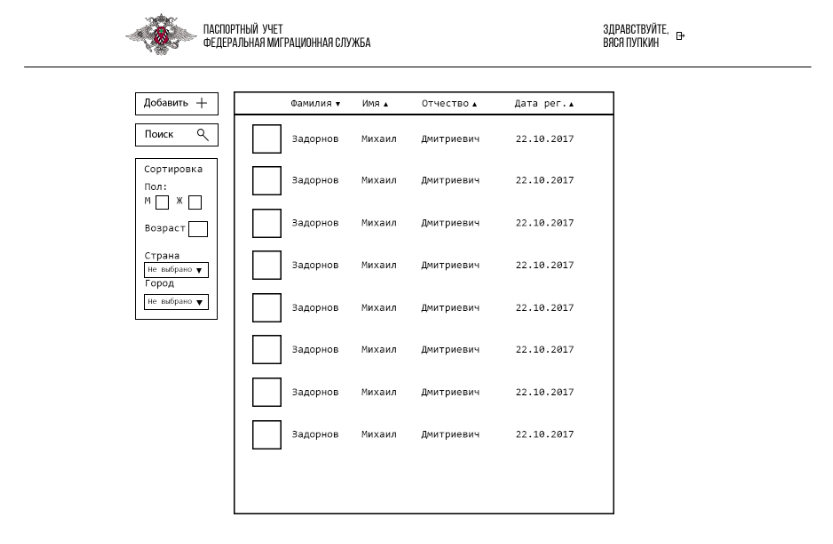 ПАСПОРТНЫЙ УЧЕТ
ФЕДЕРАЛЬНАЯ МИГРАЦИОННАЯ СЛУЖБА
ЗДРАВСТВУЙТЕ,
ВЯСЯ ПУПКИН
Добавить
Поиск
Сортировка
Пол:
М Ж
Возраст
Страна
Не выбрано ▼
Город
Не выбрано ▼
Фамилия ▼ Имя ▲ Отчество ▲ Дата рег. ▲
Задорнов Михаил Дмитриевич 22.10.2017
Задорнов Михаил Дмитриевич 22.10.2017
Задорнов Михаил Дмитриевич 22.10.2017
Задорнов Михаил Дмитриевич 22.10.2017
Задорнов Михаил Дмитриевич 22.10.2017
Задорнов Михаил Дмитриевич 22.10.2017
Задорнов Михаил Дмитриевич 22.10.2017
Задорнов Михаил Дмитриевич 22.10.2017